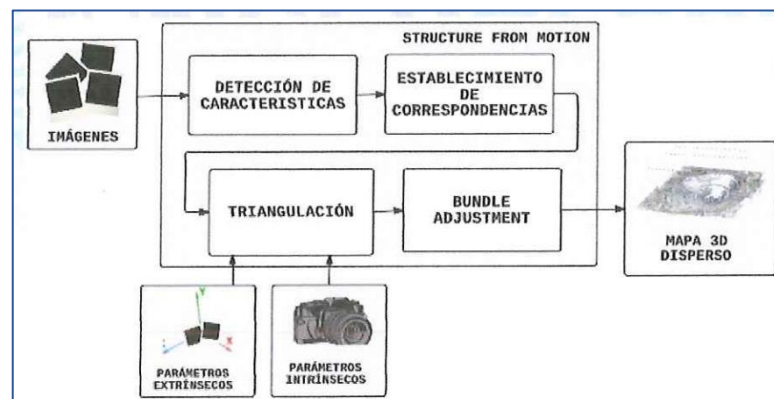 STRUCTURE FROM MOTION
IMÁGENES
DETECCIÓN DE
CARACTERISTICAS
ESTABLECIMIENTO
DE
CORRESPONDENCIAS
TRIANGULACIÓN
BUNDLE
ADJUSTMENT
MAPA 3D
DISPERSO
PARÁMETROS
EXTRÍNSECOS
PARÁMETROS
INTRÍNSECOS